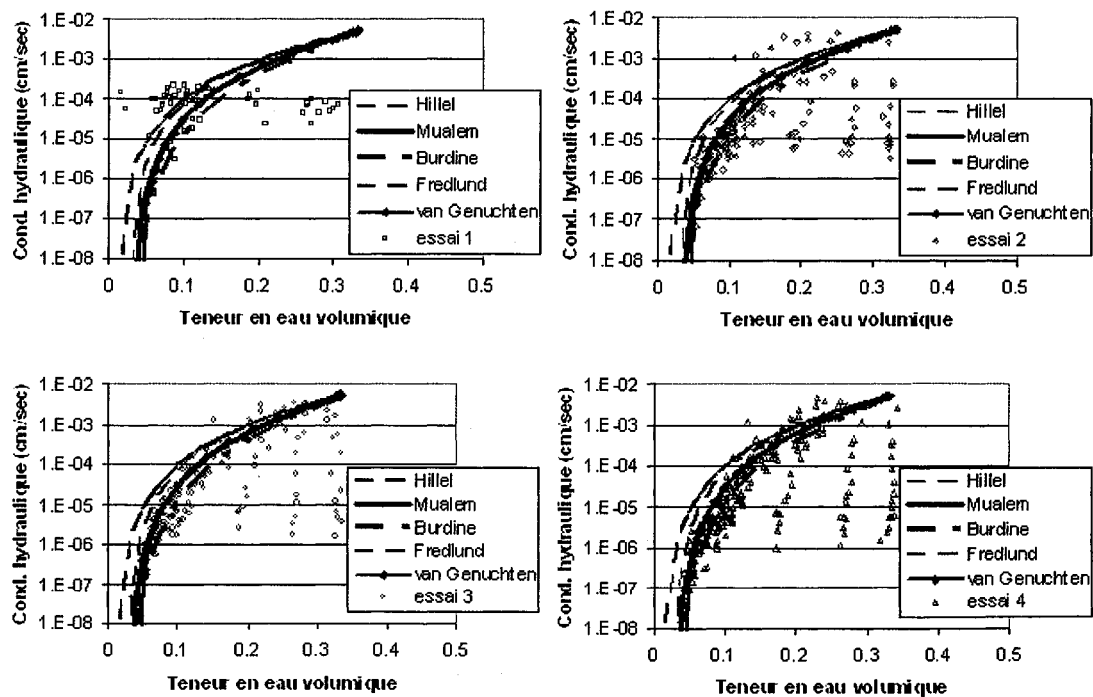 Cond. hydraulique (cm/sec)
1.E-02
1.E-03
1.E-04
1.E-05
1.E-06
1.E-07
1.E-08
0
0.1
0.2
0.3
0.4
0.5
Teneur en eau volumique
Hillel
Mualem
Burdine
Fredlund
van Genuchten
essai 1
Cond. hydraulique (cm/sec)
1.E-02
1.E-03
1.E-04
1.E-05
1.E-06
1.E-07
1.E-08
0
0.1
0.2
0.3
0.4
0.5
Teneur en eau volumique
Hillel
Mualem
Burdine
Fredlund
van Genuchten
essai 2
Cond. hydraulique (cm/sec)
1.E-02
1.E-03
1.E-04
1.E-05
1.E-06
1.E-07
1.E-08
0
0.1
0.2
0.3
0.4
0.5
Teneur en eau volumique
Hillel
Mualem
Burdine
Fredlund
van Genuchten
essai 3
Cond. hydraulique (cm/sec)
1.E-02
1.E-03
1.E-04
1.E-05
1.E-06
1.E-07
1.E-08
0
0.1
0.2
0.3
0.4
0.5
Teneur en eau volumique
Hillel
Mualem
Burdine
Fredlund
van Genuchten
essai 4